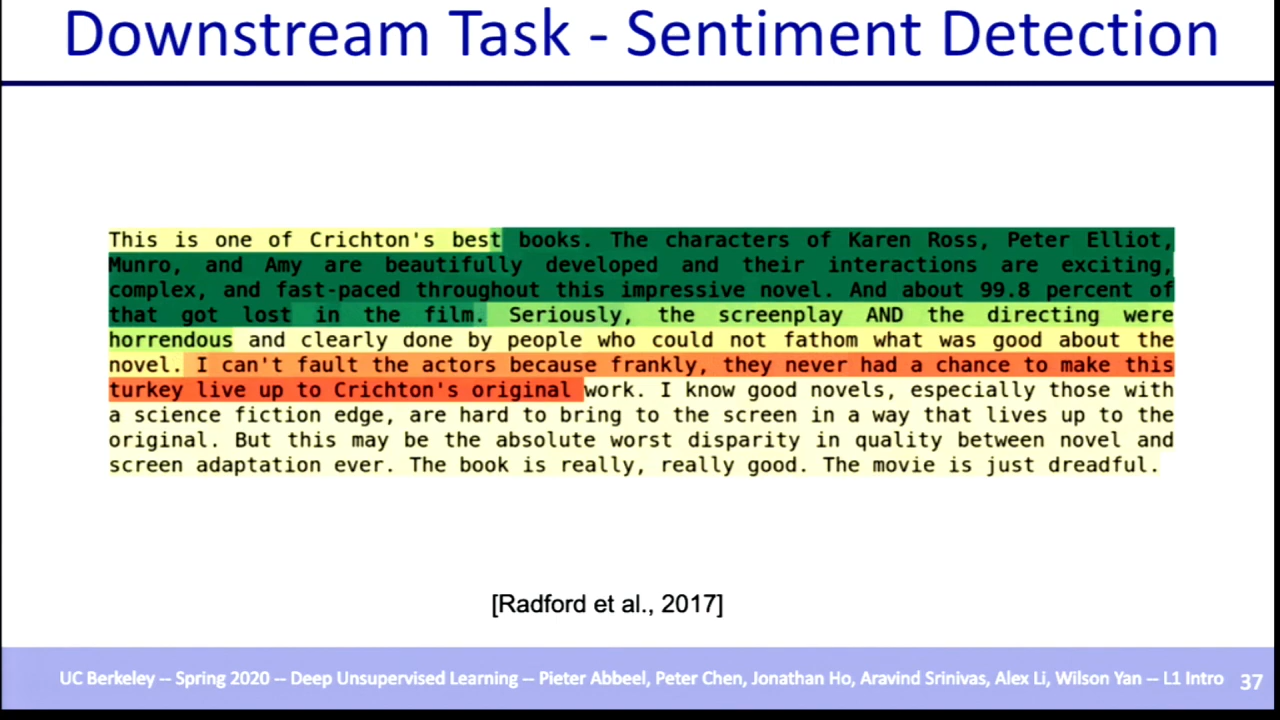 Downstream Task - Sentiment Detection
This is one of Crichton's best books. The characters of Karen Ross, Peter Elliot,
Munro, and Amy are beautifully developed and their interactions are exciting,
complex, and fast-paced throughout this impressive novel. And about 99.8 percent of
that got lost in the film. Seriously, the screenplay AND the directing were
horrendous and clearly done by people who could not fathom what was good about the
novel. I can't fault the actors because frankly, they never had a chance to make this
turkey live up to Crichton's original work. I know good novels, especially those with
a science fiction edge, are hard to bring to the screen in a way that lives up to the
original. But this may be the absolute worst disparity in quality between novel and
screen adaptation ever. The book is really, really good. The movie is just dreadful.
[Radford et al., 2017]
UC Berkeley -- Spring 2020 -- Deep Unsupervised Learning -- Pieter Abbeel, Peter Chen, Jonathan Ho, Aravind Srinivas, Alex Li, Wilson Yan -- L1 Intro 37